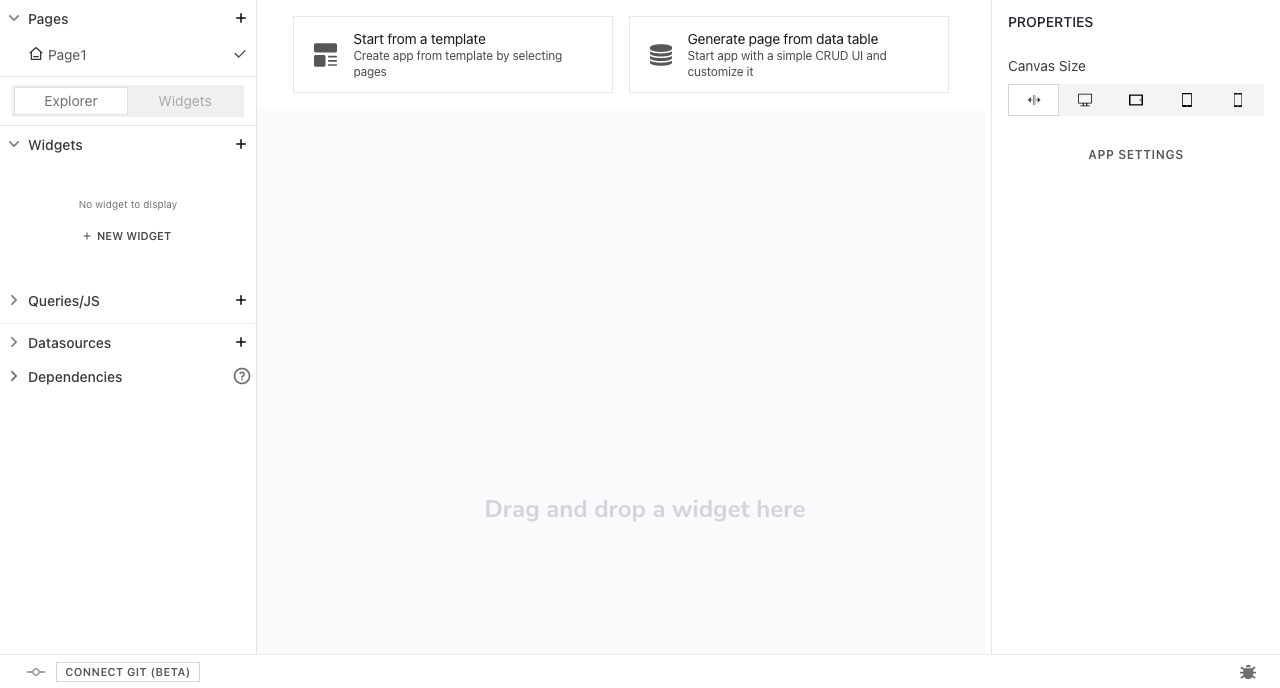 Pages
Page1
Explorer
Widgets
Widgets
No widget to display
+ NEW WIDGET
Queries/JS
Datasources
Dependencies
Start from a template
Create app from template by selecting
pages
Generate page from data table
Start app with a simple CRUD UI and
customize it
Drag and drop a widget here
PROPERTIES
Canvas Size
APP SETTINGS
CONNECT GIT (BETA)